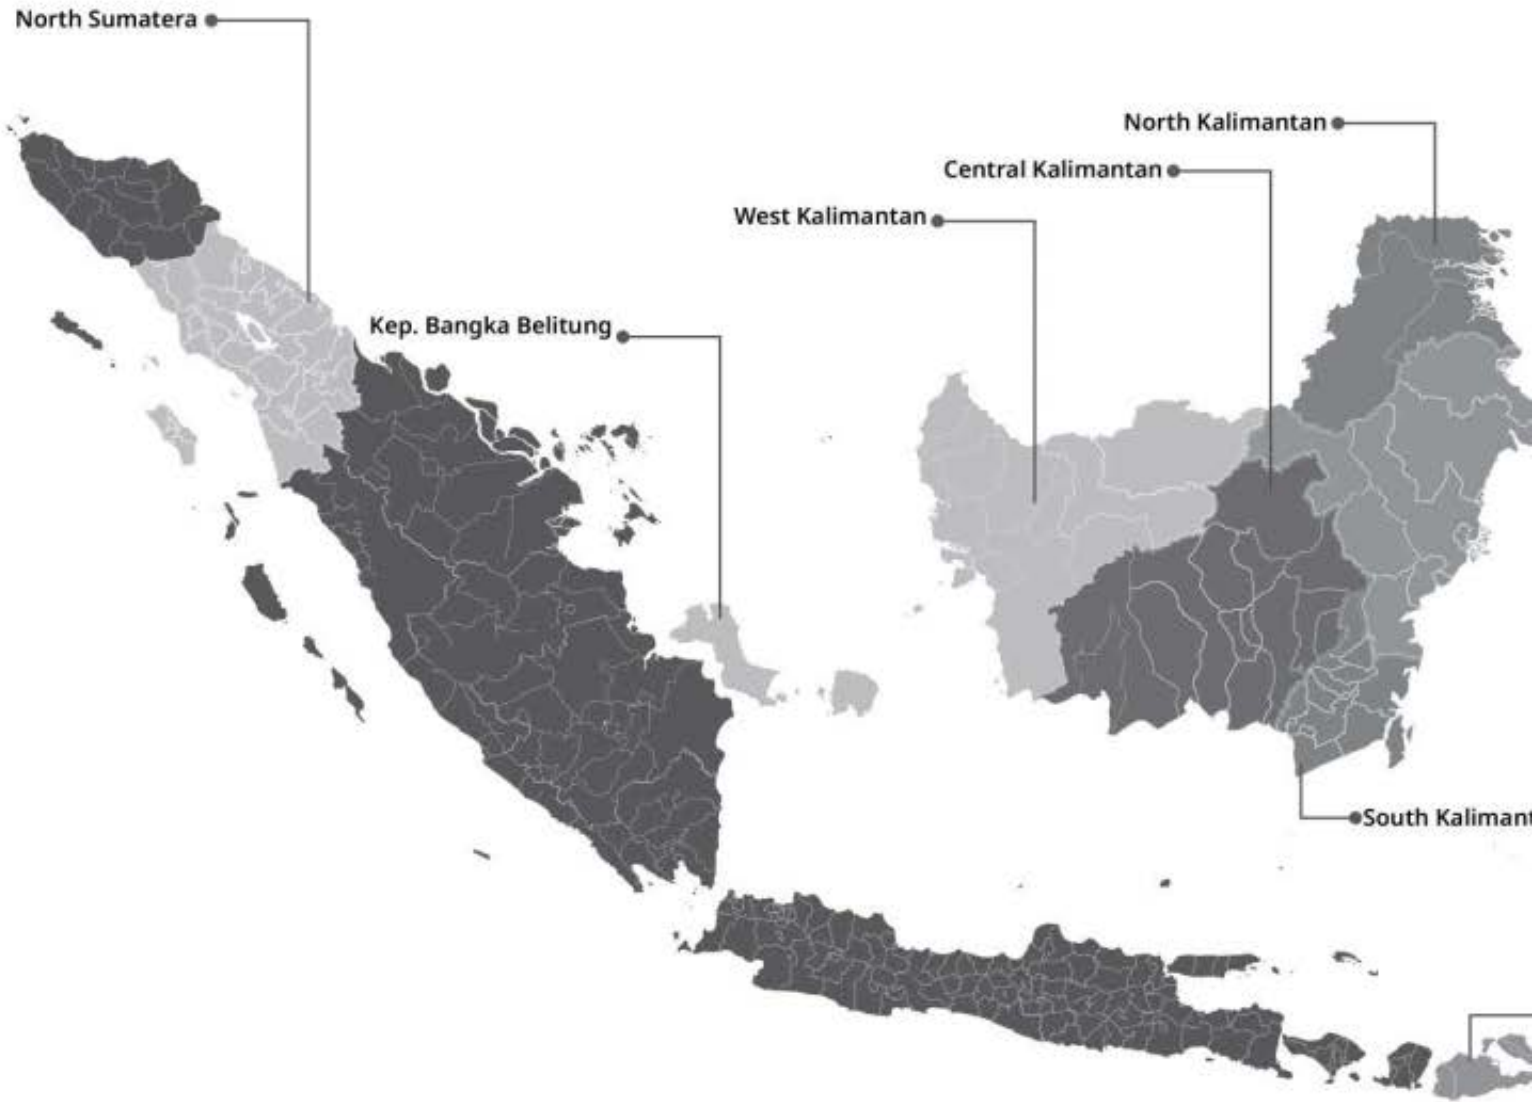 North Sumatera
North Kalimantan
Central Kalimantan
West Kalimantan
Kep. Bangka Belitung
South Kalimant